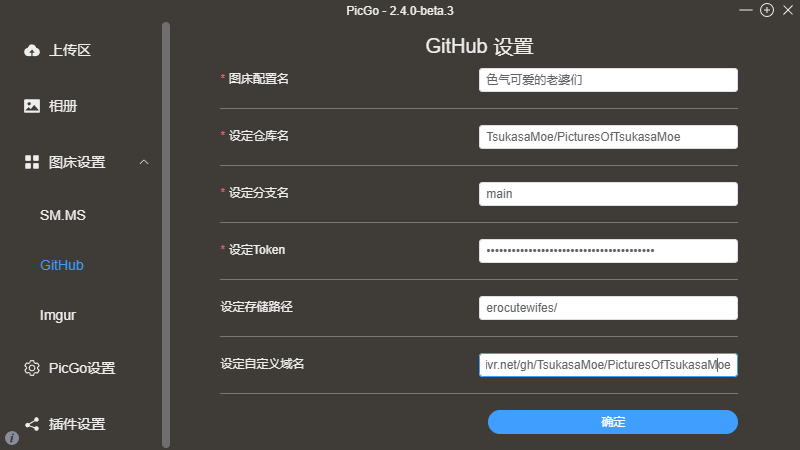 PicGo - 2.4.0-beta.3
上传区
相册
图床设置
SM.MS
GitHub
Imgur
PicGo设置
插件设置
GitHub 设置
* 图床配置名
色气可爱的老婆们
* 设定仓库名
TsukasaMoe/PicturesOfTsukasaMoe
* 设定分支名
main
* 设定Token
设定存储路径
erocutewifes/
设定自定义域名
ivr.net/gh/TsukasaMoe/PicturesOfTsukasaMoe
确定